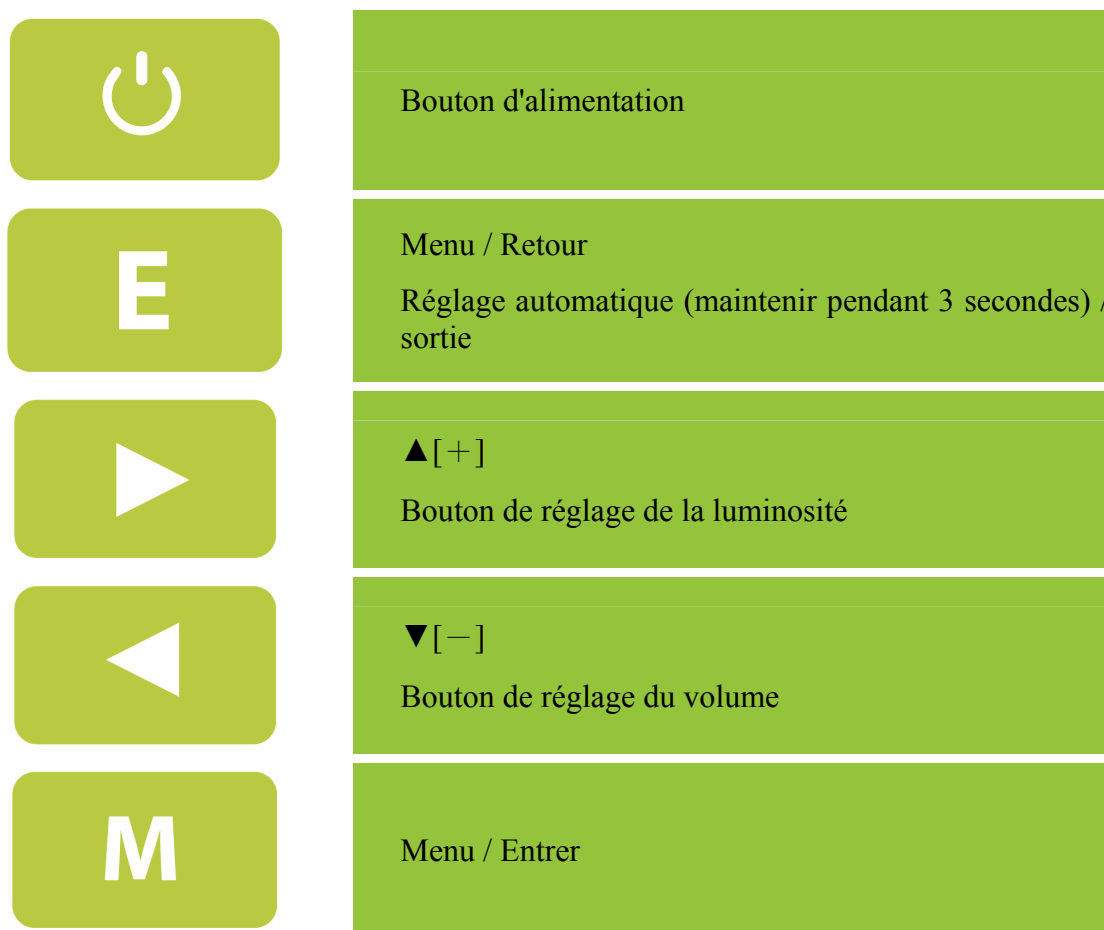 Bouton d'alimentation
E
Menu / Retour
Réglage automatique (maintenir pendant 3 secondes) /
sortie
▲[+]
Bouton de réglage de la luminosité
▼[−]
Bouton de réglage du volume
M
Menu / Entrer